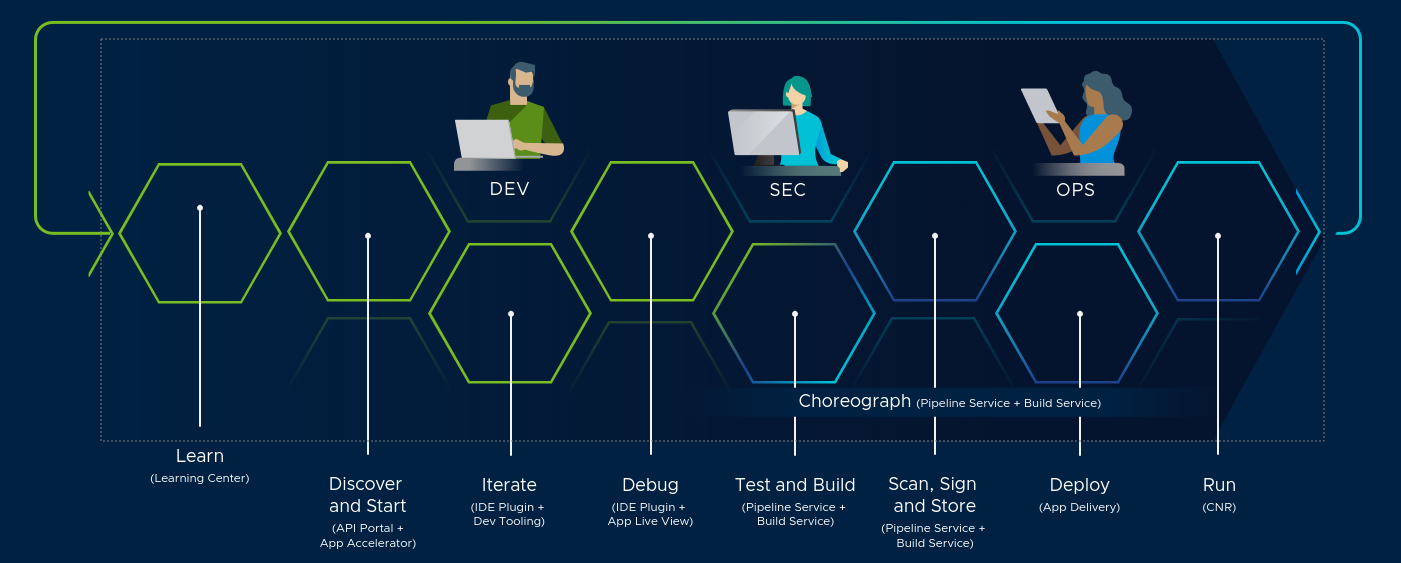 DEV
SEC
OPS
Choreograph (Pipeline Service + Build Service)
Learn
(Learning Center)
Discover
and Start
(API Portal +
App Accelerator)
Iterate
(IDE Plugin +
Dev Tooling)
Debug
(IDE Plugin +
App Live View)
Test and Build
(Pipeline Service +
Build Service)
Scan, Sign
and Store
(Pipeline Service +
Build Service)
Deploy
(App Delivery)
Run
(CNR)